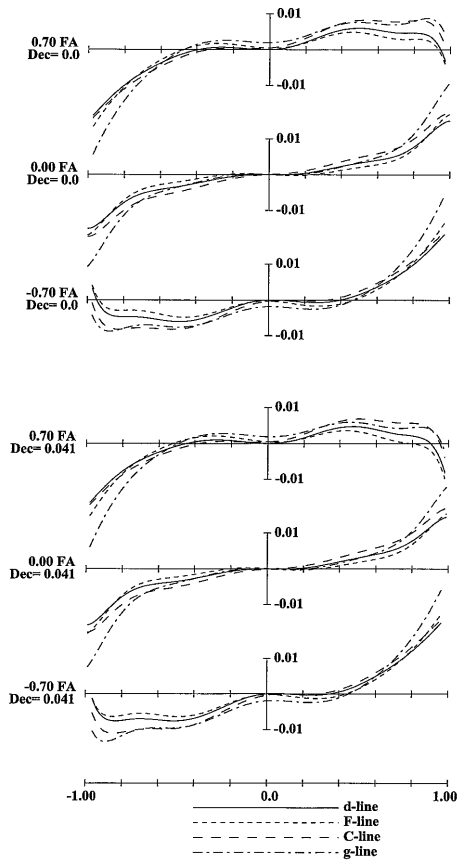 0.01
0.70 FA
Dec= 0.0
-0.01
0.01
0.00 FA
Dec= 0.0
-0.01
0.01
-0.70 FA
Dec= 0.0
-0.01
0.01
0.70 FA
Dec= 0.041
-0.01
0.01
0.00 FA
Dec= 0.041
-0.01
0.01
-0.70 FA
Dec= 0.041
-0.01
-1.00 0.0 1.00
d-line
F-line
C-line
g-line